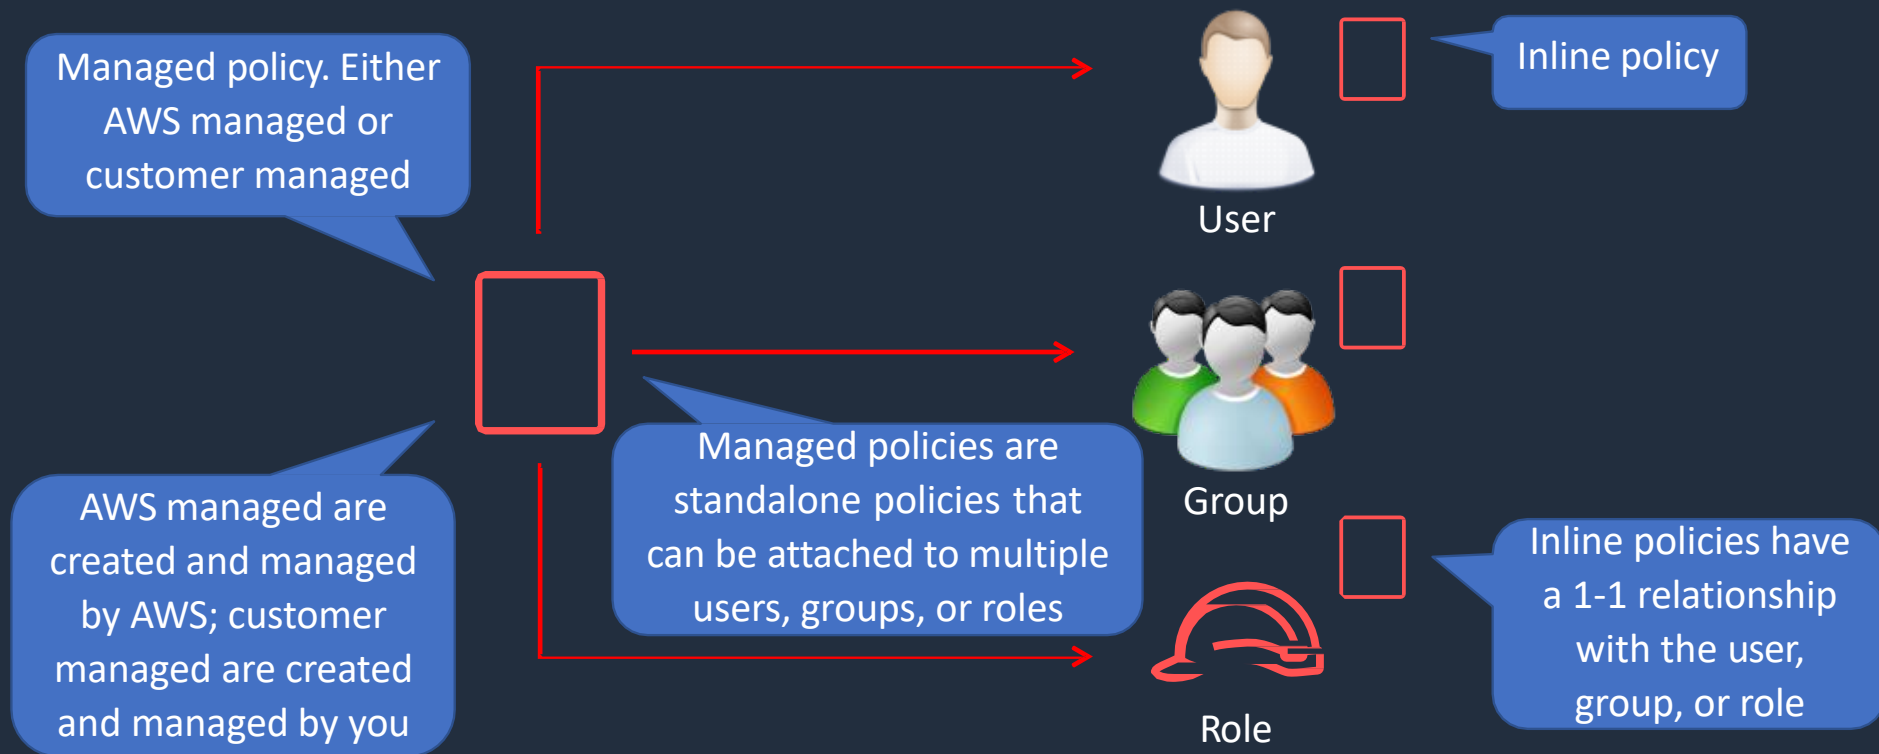 Managed policy. Either
AWS managed or
customer managed
Inline policy
User
Managed policies are
standalone policies that
can be attached to multiple
users, groups, or roles
Group
AWS managed are
created and managed
by AWS; customer
managed are created
and managed by you
Inline policies have
a 1-1 relationship
with the user,
group, or role
Role